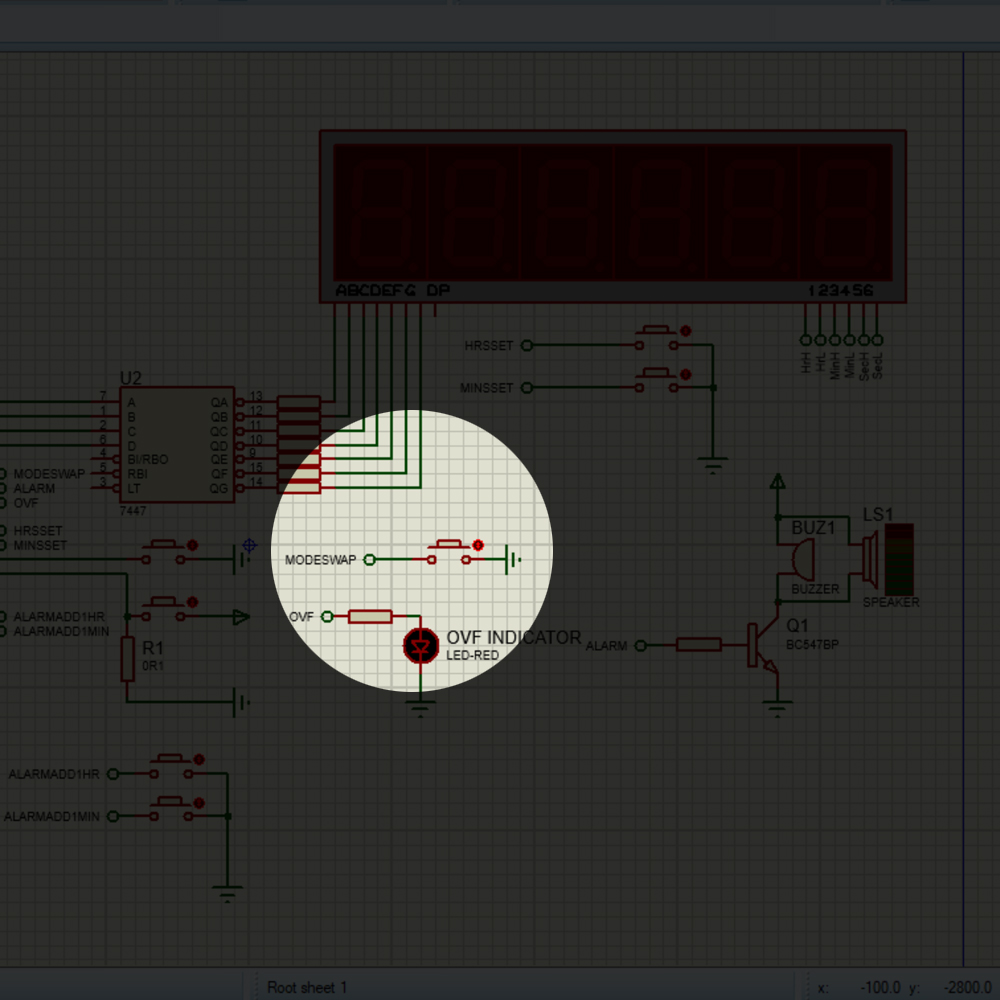 ABCDEFG DP
123456
HRSSET
MINSSET
HrH
HrL
MinH
MinL
SecH
SecL
U2
7 A QA 13
1 B QB 12
2 C QC 11
6 D QD 10
4 BI/RBO QE 9
5 RBI QF 15
3 LT QG 14
7447
MODESWAP
ALARM
OVF
HRSSET
MINSSET
MODESWAP
OVF
OVF INDICATOR
LED-RED
ALARM
BUZ1
BUZZER
LS1
SPEAKER
Q1
BC547BP
ALARMADD1HR
ALARMADD1MIN
R1
0R1
ALARMADD1HR
ALARMADD1MIN
Root sheet 1
x: -100.0 y: -2800.0